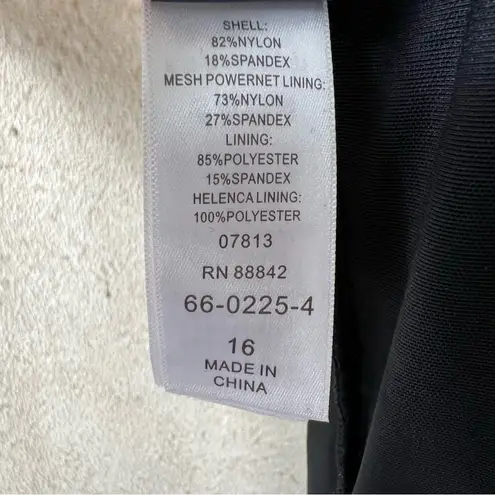 SHELL:
82%NYLON
18%SPANDEX
MESH POWERNET LINING:
73%NYLON
27%SPANDEX
LINING:
85%POLYESTER
15%SPANDEX
HELENCA LINING:
100%POLYESTER
07813
RN 88842
66-0225-4
16
MADE IN
CHINA